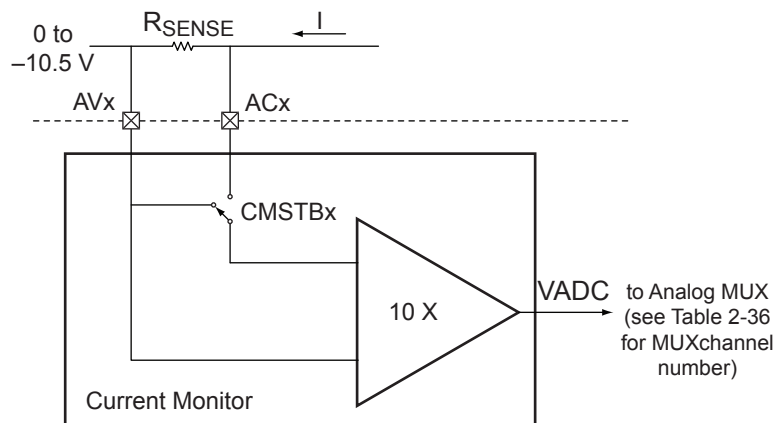 0 to
–10.5 V
RSENSE
I
AVx
ACx
CMSTBx
10 X
VADC
to Analog MUX
(see Table 2-36
for MUXchannel
number)
Current Monitor